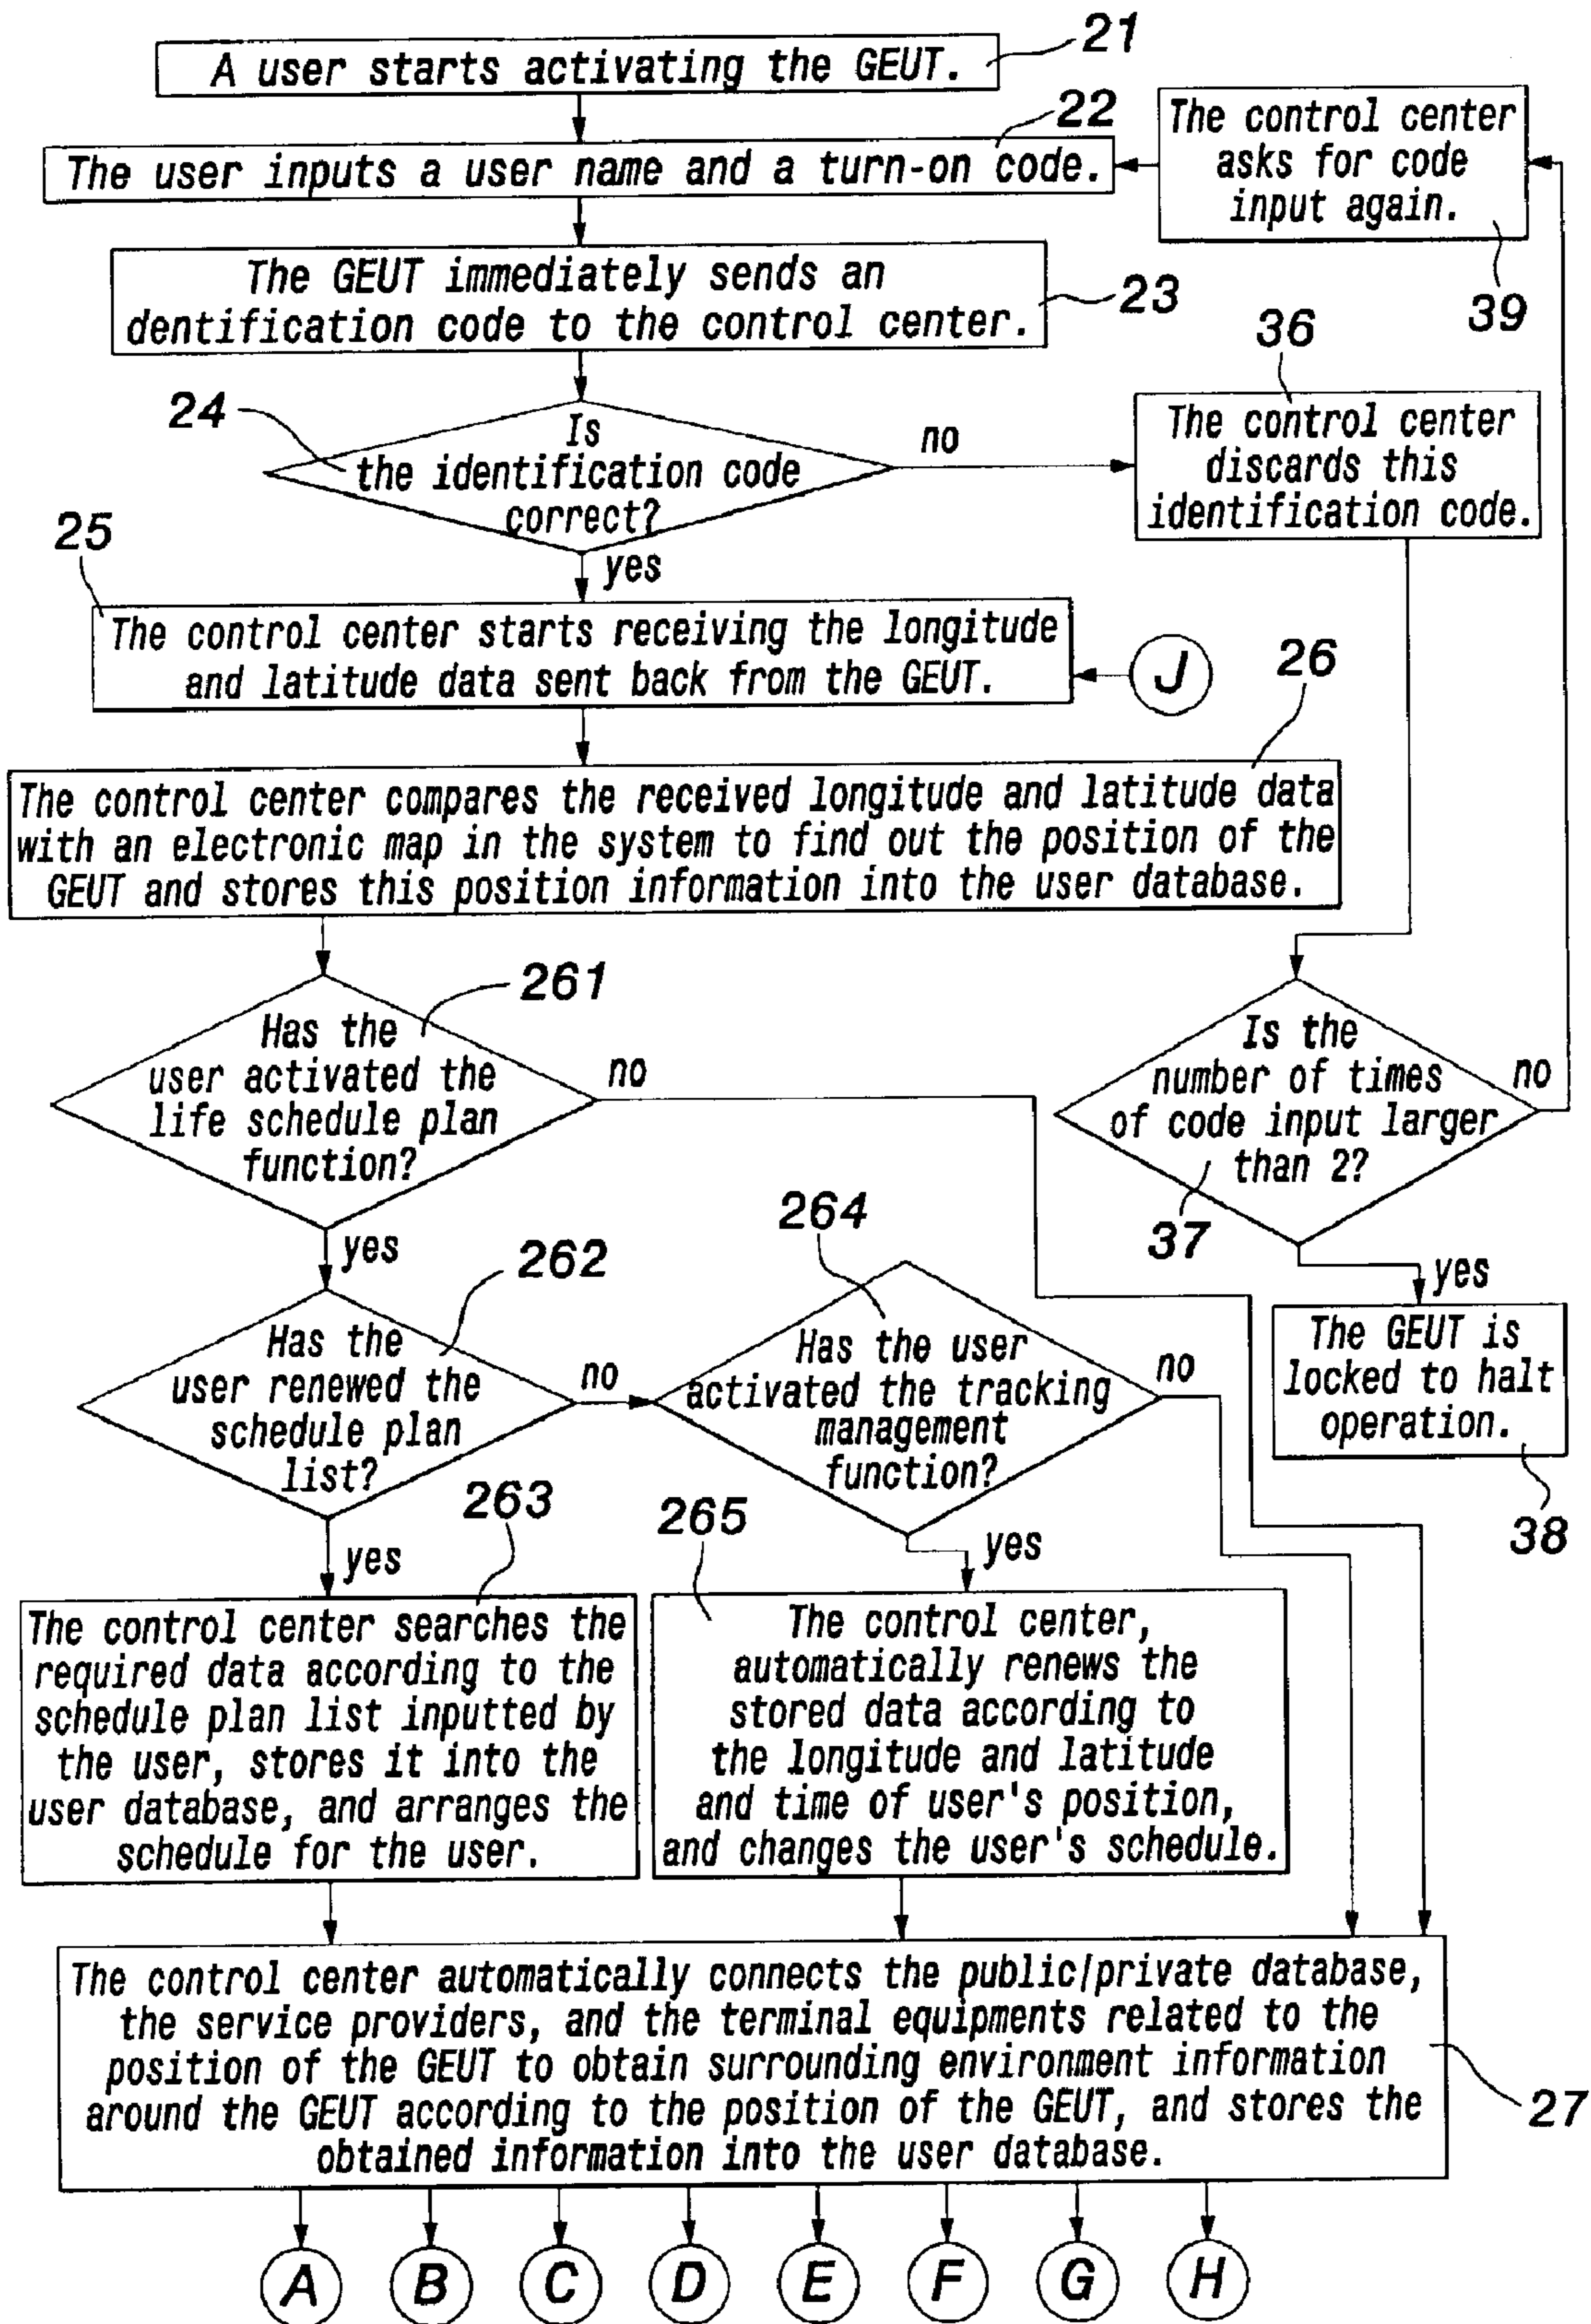 A user starts activating the GEUT.
21
The user inputs a user name and a turn-on code.
22
The control center
asks for code
input again.
39
The GEUT immediately sends an
dentification code to the control center.
23
24
Is
the identification code
correct?
no
yes
36
The control center
discards this
identification code.
25
The control center starts receiving the longitude
and latitude data sent back from the GEUT.
J
26
The control center compares the received longitude and latitude data
with an electronic map in the system to find out the position of the
GEUT and stores this position information into the user database.
261
Has the
user activated the
life schedule plan
function?
no
yes
Is the
number of times
of code input larger
than 2?
no
37
yes
The GEUT is
locked to halt
operation.
38
262
Has the
user renewed the
schedule plan
list?
no
yes
264
Has the user
activated the tracking
management
function?
no
yes
263
The control center searches the
required data according to the
schedule plan list inputted by
the user, stores it into the
user database, and arranges the
schedule for the user.
265
The control center,
automatically renews the
stored data according to
the longitude and latitude
and time of user's position,
and changes the user's schedule.
The control center automatically connects the public/private database,
the service providers, and the terminal equipments related to the
position of the GEUT to obtain surrounding environment information
around the GEUT according to the position of the GEUT, and stores the
obtained information into the user database.
27
A
B
C
D
E
F
G
H